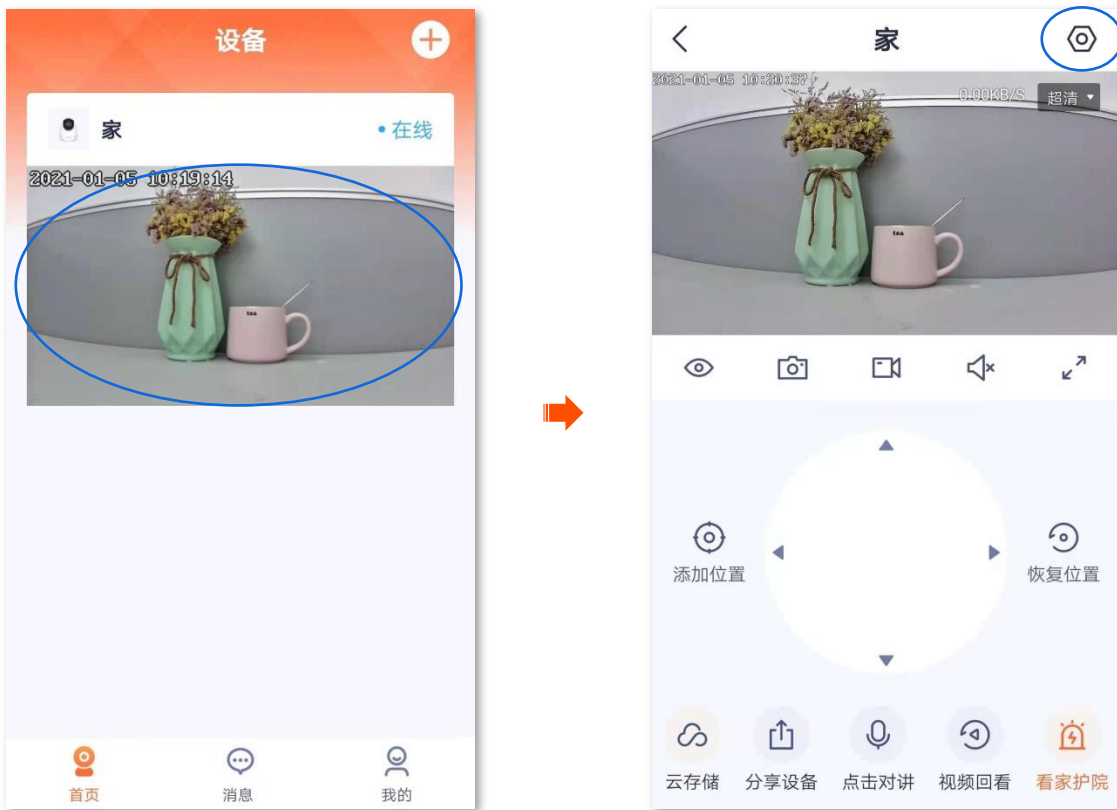 设备
家
•在线
2021-01-05 10:19:14
tea
首页
消息
我的
家
2021-01-05 10:20:37
0.00KB/S
超清
tea
添加位置
恢复位置
云存储
分享设备
点击对讲
视频回看
看家护院